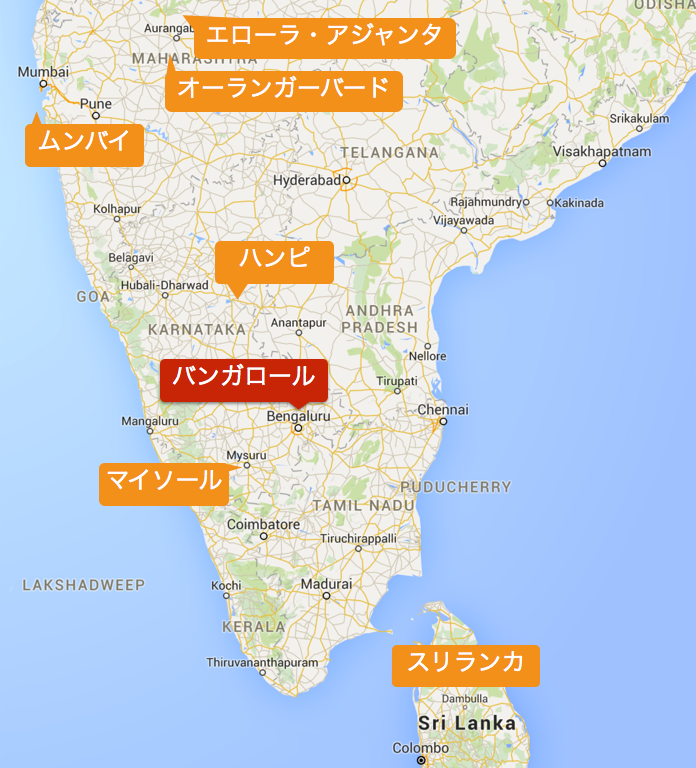 ODISHA
Aurangab
エローラ・アジャンタ
MAHARASHTRA
Mumbai
オーランガーバード
Pune
Srikakulam
ムンバイ
TELANGANA
Visakhapatnam
Hyderabad
Rajahmundry
Kakinada
Kolhapur
Vijayawada
Belagavi
ハンピ
Hubali-Dharwad
GOA
ANDHRA
PRADESH
KARNATAKA
Anantapur
Nellore
バンガロール
Tirupati
Bengaluru
Chennai
Mangaluru
Mysuru
マイソール
PUDUCHERRY
TAMIL NADU
Coimbatore
Tiruchirappalli
LAKSHADWEEP
Kochi
Madurai
KERALA
Thiruvananthapuram
スリランカ
Dambulla
Sri Lanka
Colombo